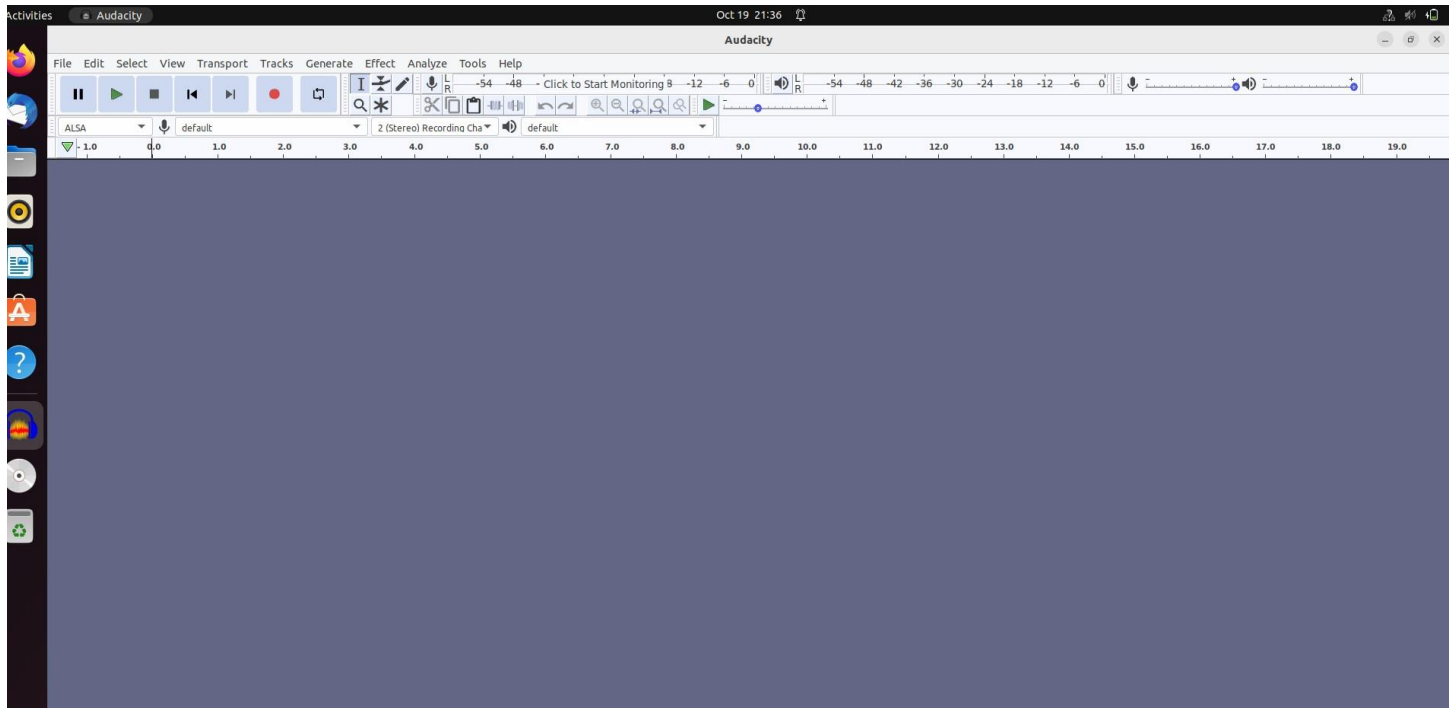 Activities Audacity Oct 19 21:36
Audacity
File Edit Select View Transport Tracks Generate Effect Analyze Tools Help
L R -54 -48 - Click to Start Monitoring 8 -12 -6 0 L R -54 -48 -42 -36 -30 -24 -18 -12 -6 0 - + - +
- +
ALSA default 2 (Stereo) Recording Cha default
- 1.0 0.0 1.0 2.0 3.0 4.0 5.0 6.0 7.0 8.0 9.0 10.0 11.0 12.0 13.0 14.0 15.0 16.0 17.0 18.0 19.0